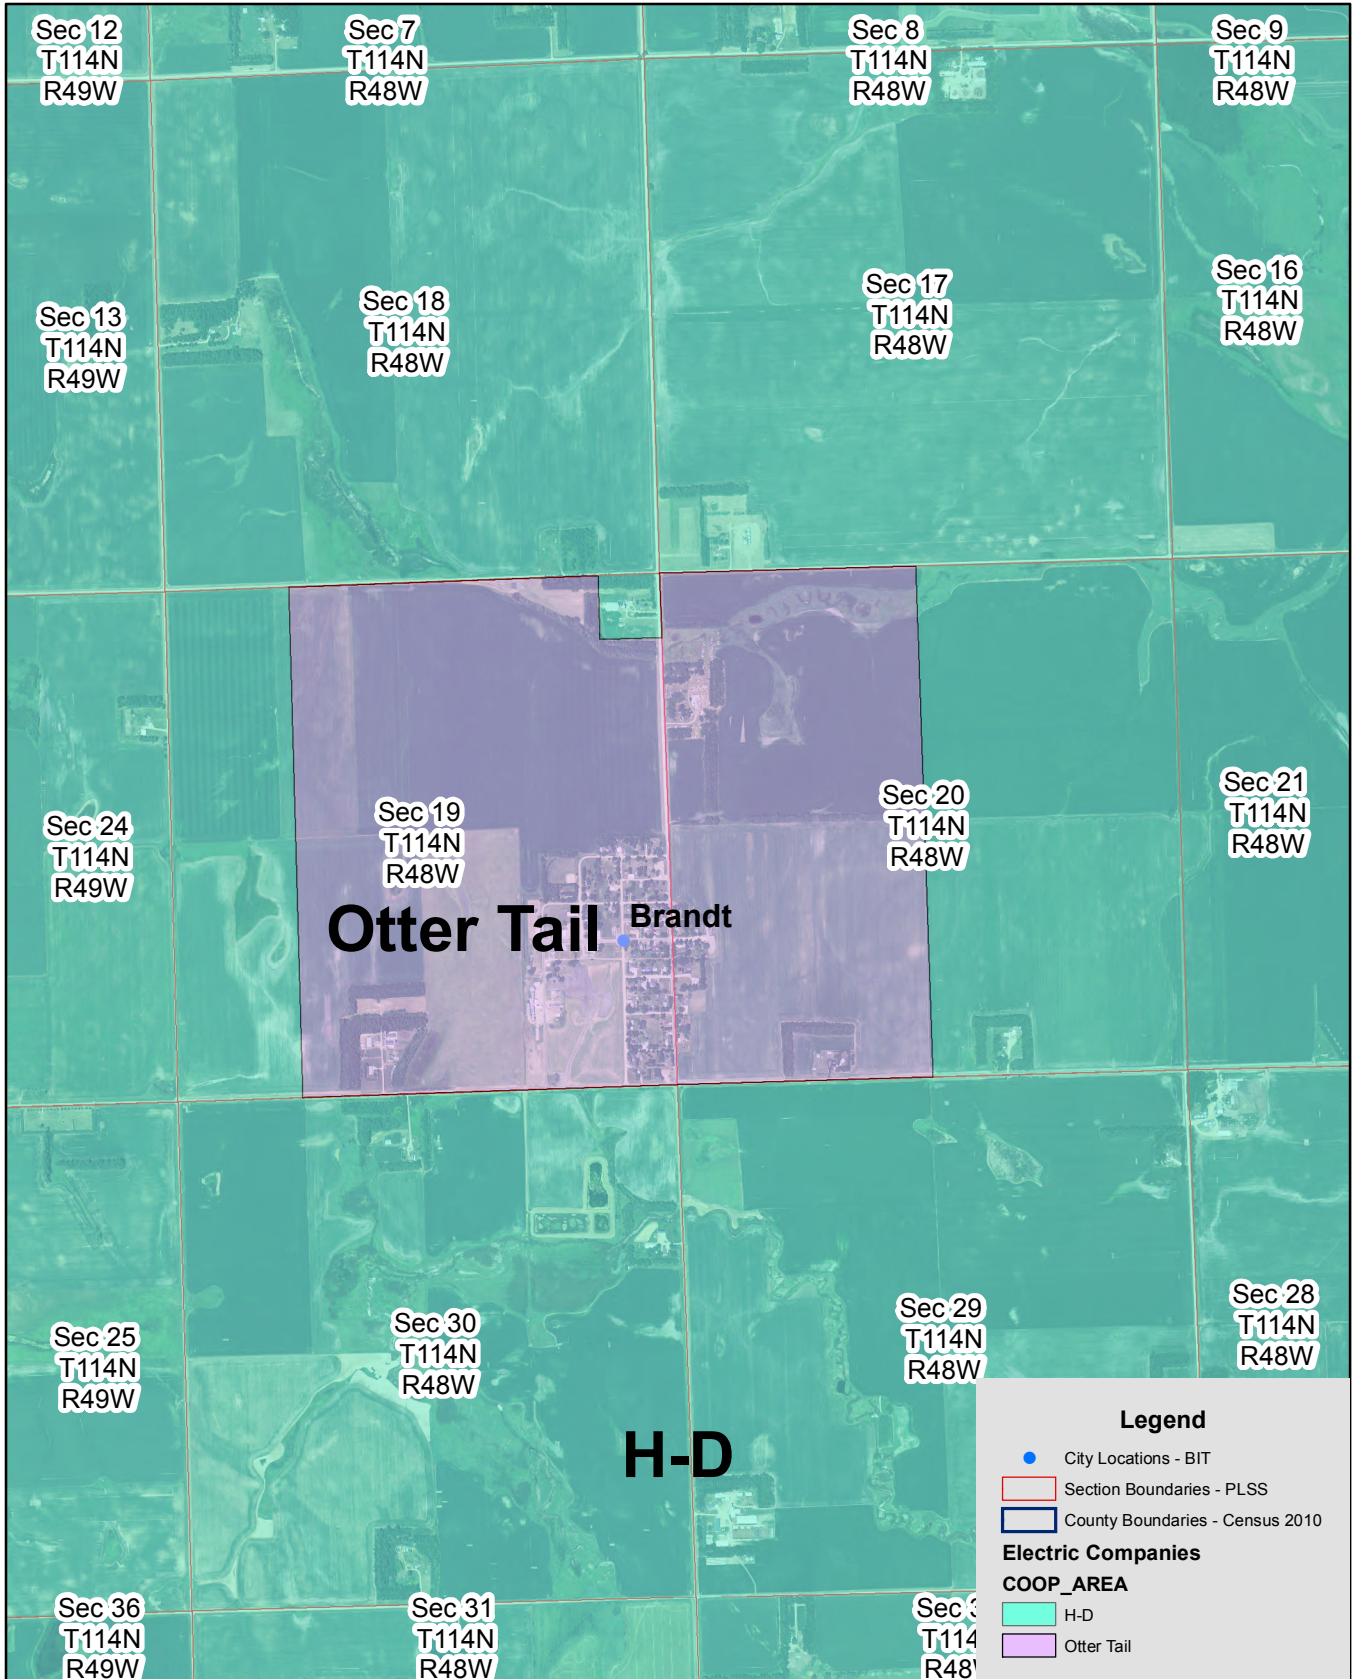 Sec 12
T114N
R49W
Sec 7
T114N
R48W
Sec 8
T114N
R48W
Sec 9
T114N
R48W
Sec 13
T114N
R49W
Sec 18
T114N
R48W
Sec 17
T114N
R48W
Sec 16
T114N
R48W
Sec 24
T114N
R49W
Sec 19
T114N
R48W
Sec 20
T114N
R48W
Sec 21
T114N
R48W
Otter Tail
Brandt
Sec 25
T114N
R49W
Sec 30
T114N
R48W
Sec 29
T114N
R48W
Sec 28
T114N
R48W
H-D
Sec 36
T114N
R49W
Sec 31
T114N
R48W
Sec 3
T114
R48
Legend
City Locations - BIT
Section Boundaries - PLSS
County Boundaries - Census 2010
Electric Companies
COOP_AREA
H-D
Otter Tail